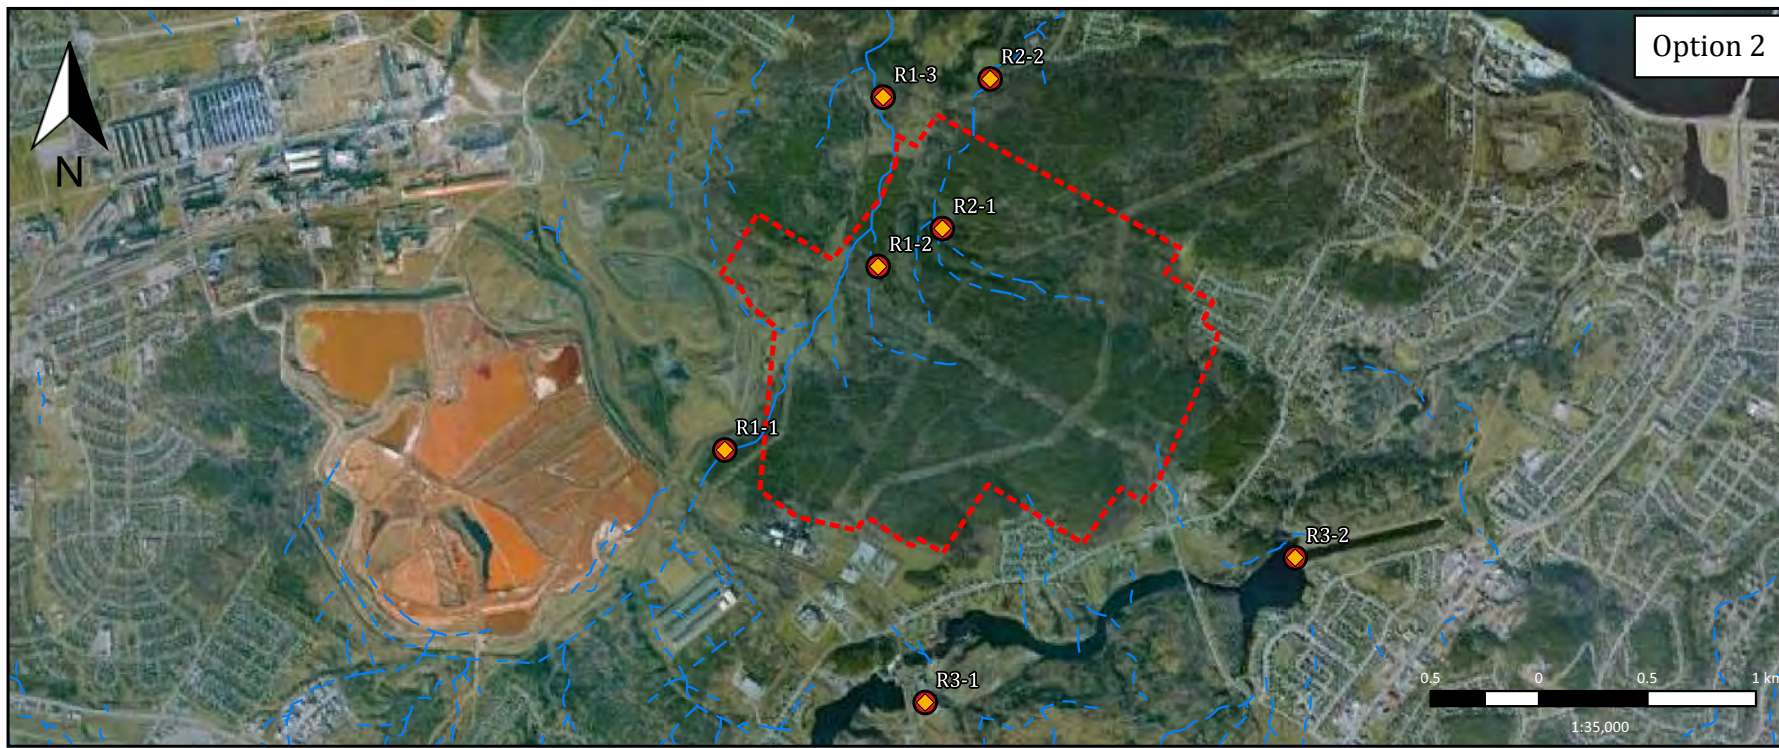 Option 2
R2-2
R1-3
N
R2-1
R1-2
R1-1
R3-2
R3-1
0.5 0 0.5 1 km
1:35,000